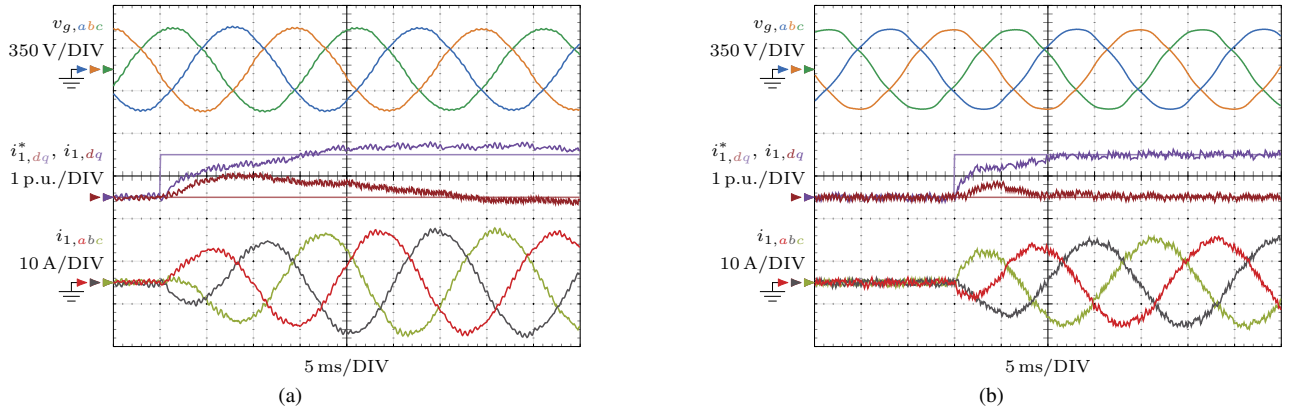 v_{g,abc}
350 V/DIV
i^*_{1,dq}, i_{1,dq}
1 p.u./DIV
i_{1,abc}
10 A/DIV
5 ms/DIV
(a)
v_{g,abc}
350 V/DIV
i^*_{1,dq}, i_{1,dq}
1 p.u./DIV
i_{1,abc}
10 A/DIV
5 ms/DIV
(b)